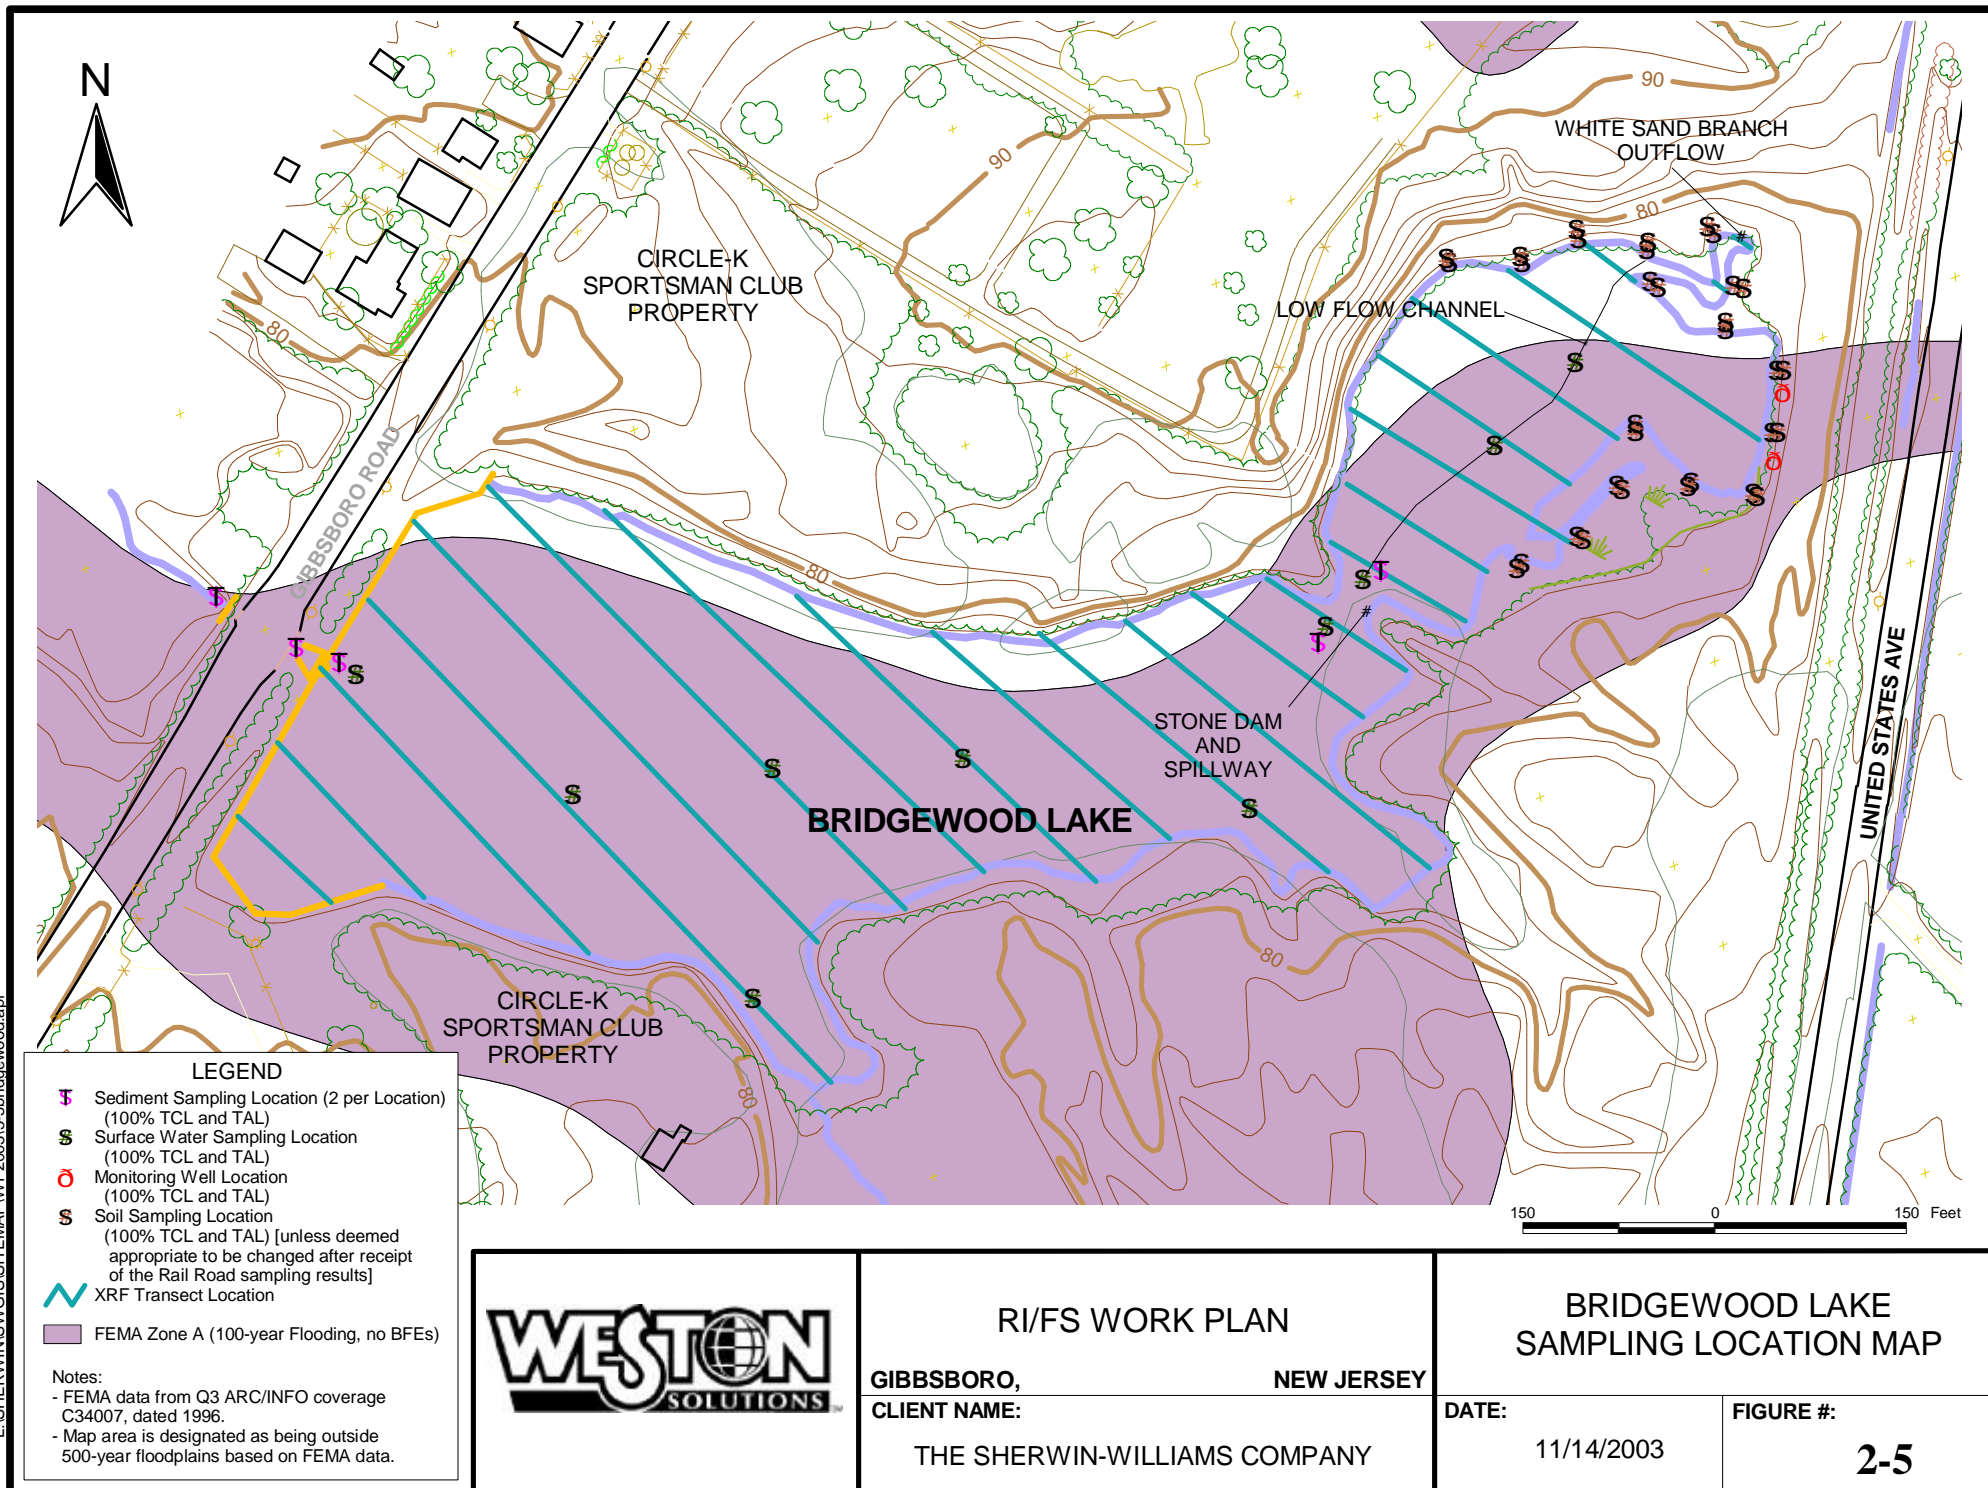 N
90
WHITE SAND BRANCH
OUTFLOW
90
80
CIRCLE-K
SPORTSMAN CLUB
PROPERTY
LOW FLOW CHANNEL
80
GIBBSBORO ROAD
80
STONE DAM
AND
SPILLWAY
UNITED STATES AVE
BRIDGEWOOD LAKE
80
CIRCLE-K
SPORTSMAN CLUB
PROPERTY
80
LEGEND
Sediment Sampling Location (2 per Location)
(100% TCL and TAL)
Surface Water Sampling Location
(100% TCL and TAL)
Monitoring Well Location
(100% TCL and TAL)
Soil Sampling Location
(100% TCL and TAL) [unless deemed
appropriate to be changed after receipt
of the Rail Road sampling results]
XRF Transect Location
FEMA Zone A (100-year Flooding, no BFEs)
Notes:
- FEMA data from Q3 ARC/INFO coverage
C34007, dated 1996.
- Map area is designated as being outside
500-year floodplains based on FEMA data.
150 0 150 Feet
WESTON
SOLUTIONS
RI/FS WORK PLAN
GIBBSBORO, NEW JERSEY
CLIENT NAME:
THE SHERWIN-WILLIAMS COMPANY
BRIDGEWOOD LAKE
SAMPLING LOCATION MAP
DATE:
11/14/2003
FIGURE #:
2-5